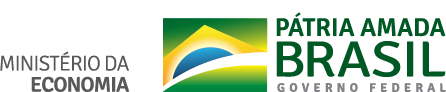 MINISTÉRIO DA
ECONOMIA
PÁTRIA AMADA
BRASIL
GOVERNO FEDERAL